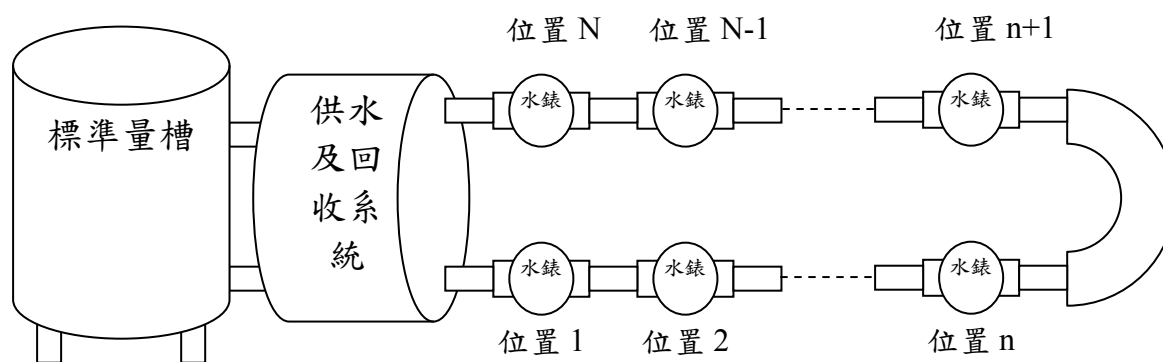 位置 N
位置 N-1
位置 n+1
標準量槽
供水
及回
收系
統
水錶
水錶
水錶
水錶
水錶
水錶
位置 1
位置 2
位置 n